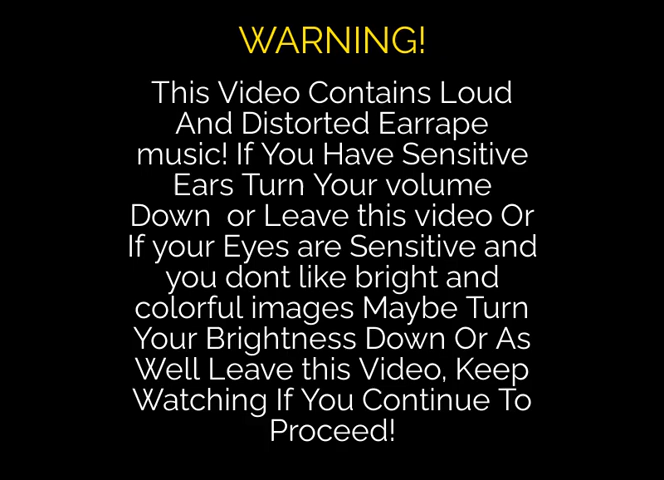 WARNING!
This Video Contains Loud
And Distorted Earrape
music! If You Have Sensitive
Ears Turn Your volume
Down  or Leave this video Or
If your Eyes are Sensitive and
you dont like bright and
colorful images Maybe Turn
Your Brightness Down Or As
Well Leave this Video, Keep
Watching If You Continue To
Proceed!